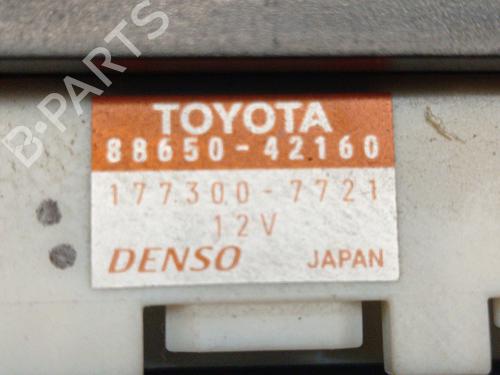 B-PARTS
TOYOTA
88650-42160
177300-7721
12V
DENSO JAPAN